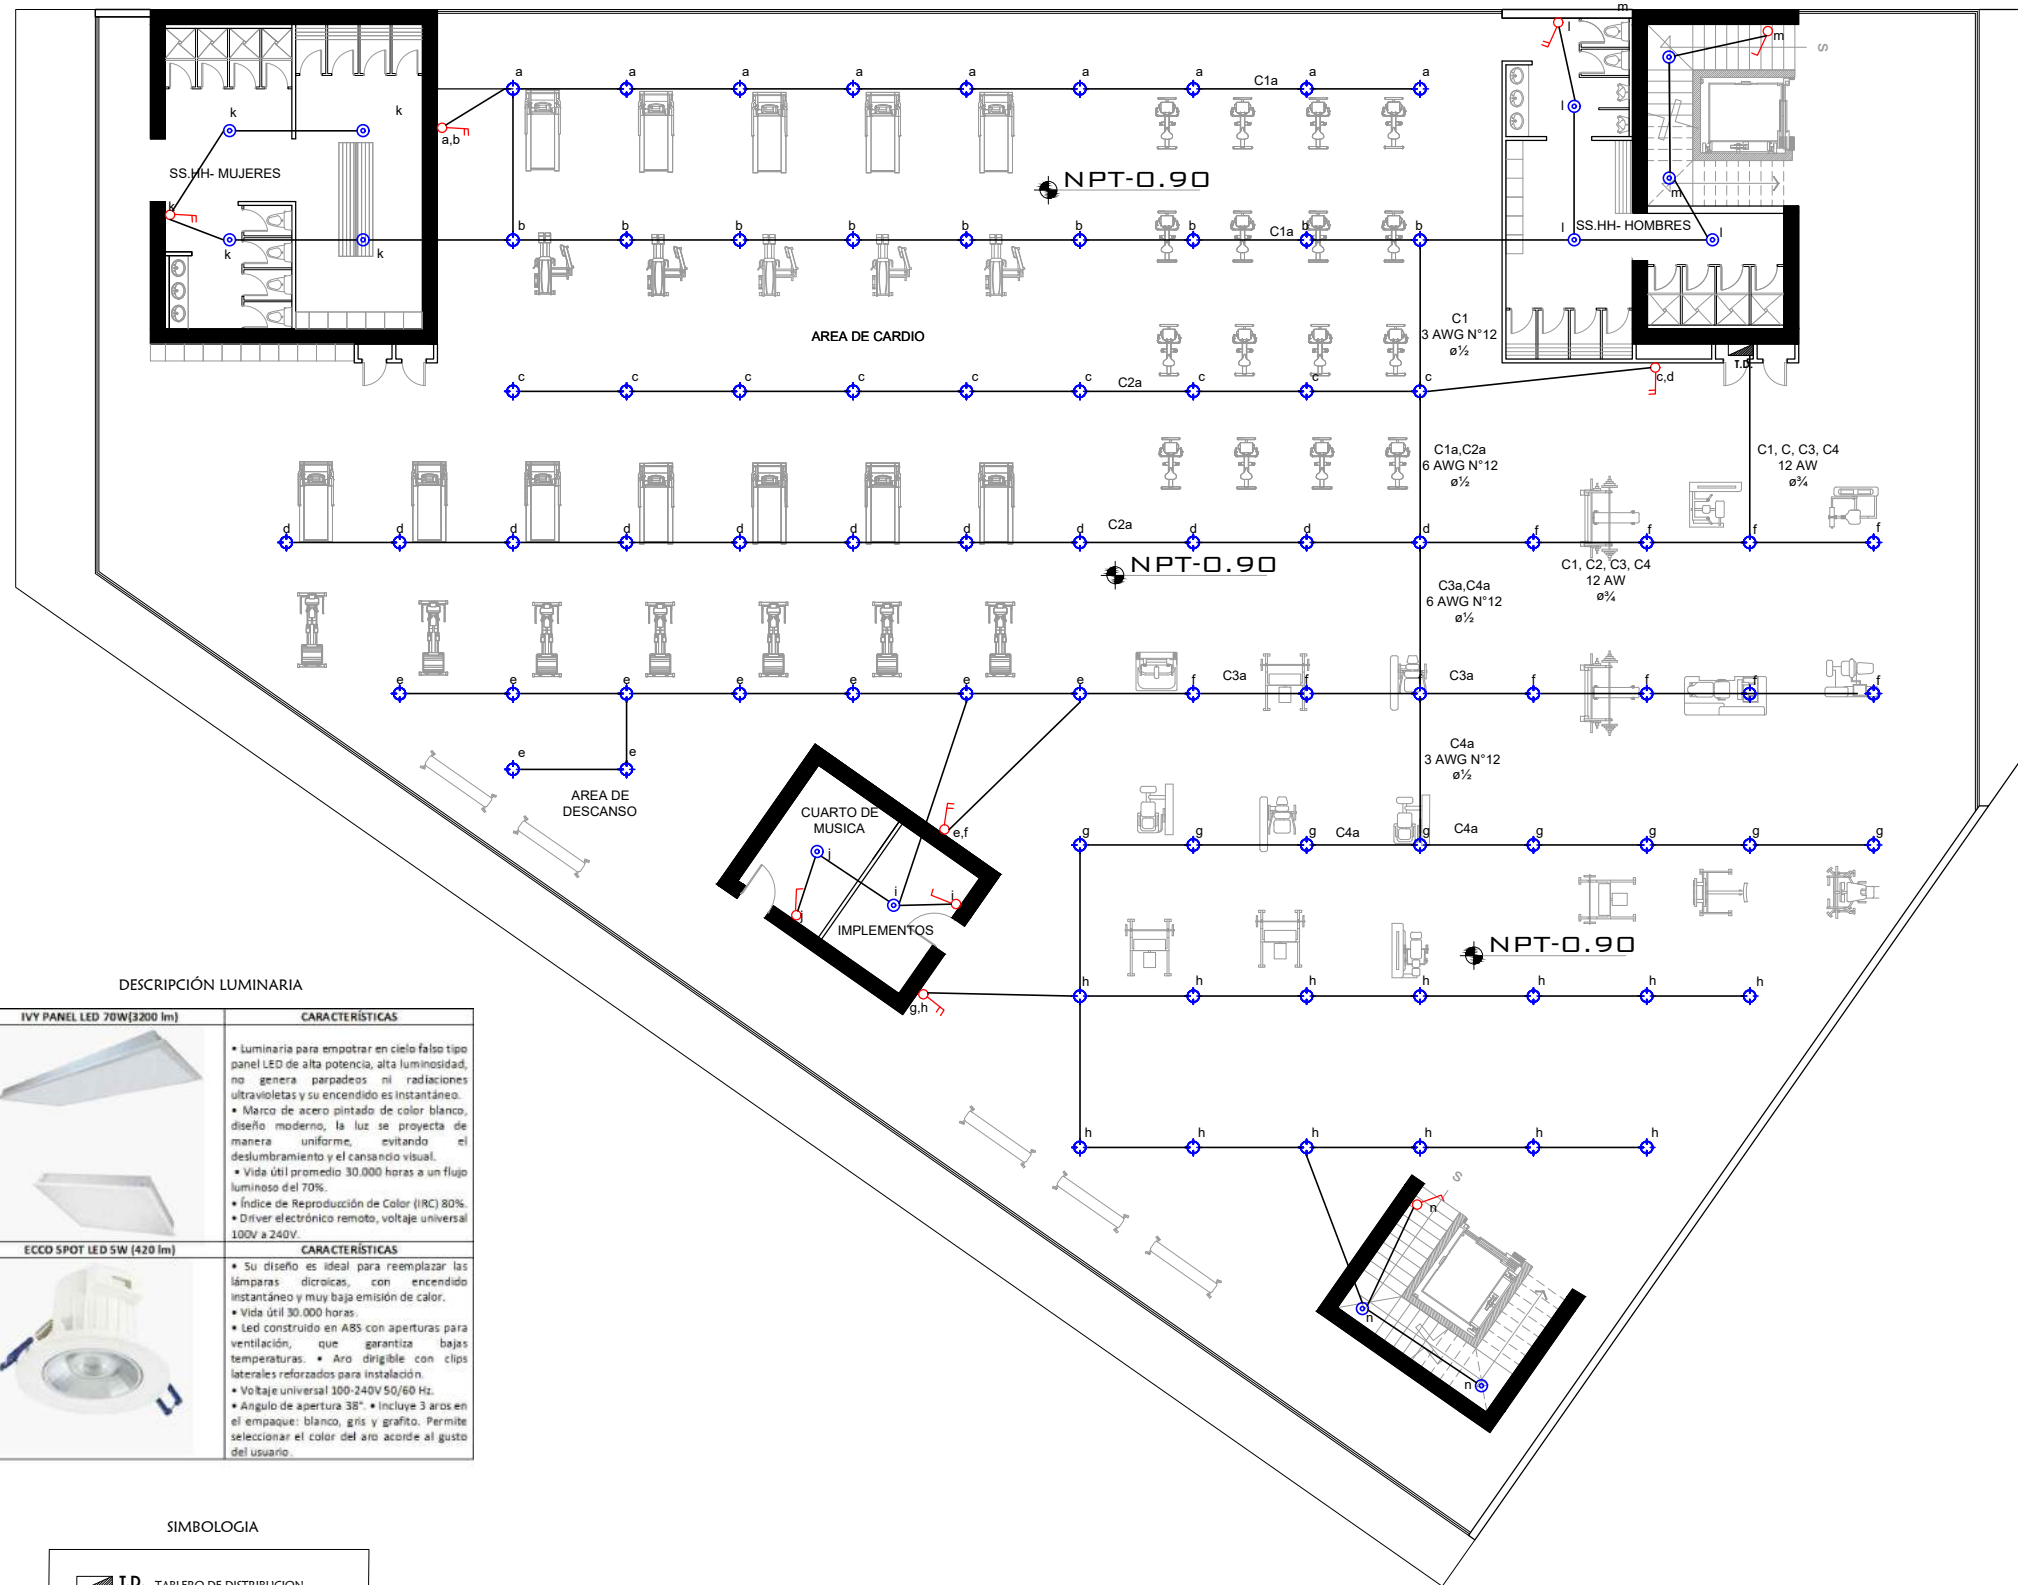 m
a a a a a a C1a a a a
l m S
k k
a,b
l
NPT-0.90
SS.HH- MUJERES
k
m
b b b b b b b C1a b b
l SS.HH- HOMBRES l
k k
AREA DE CARDIO
C1
3 AWG N°12
ø½
T.D.
c c c c c c C2a c c c
c,d
C1a,C2a
6 AWG N°12
ø½
C1, C, C3, C4
12 AW
ø¾
d d d d d d d d C2a d d d f f f f
NPT-0.90
C1, C2, C3, C4
12 AW
ø¾
C3a,C4a
6 AWG N°12
ø½
e e e e e e e f C3a f f C3a f f f f
C4a
3 AWG N°12
ø½
e e
AREA DE
DESCANSO
CUARTO DE
MUSICA
e,f
g g g C4a g C4a g g g g
j
i i
j
IMPLEMENTOS
NPT-0.90
h h h h h h h
g,h
h h h h h h
S
n
n
n
DESCRIPCIÓN LUMINARIA
IVY PANEL LED 70W(3200 lm)
CARACTERÍSTICAS
• Luminaria para empotrar en cielo falso tipo
panel LED de alta potencia, alta luminosidad,
no genera parpadeos ni radiaciones
ultravioletas y su encendido es instantáneo.
• Marco de acero pintado de color blanco,
diseño moderno, la luz se proyecta de
manera uniforme, evitando el
deslumbramiento y el cansancio visual.
• Vida útil promedio 30.000 horas a un flujo
luminoso del 70%.
• Índice de Reproducción de Color (IRC) 80%.
• Driver electrónico remoto, voltaje universal
100V a 240V.
ECCO SPOT LED 5W (420 lm)
CARACTERÍSTICAS
• Su diseño es ideal para reemplazar las
lámparas dicroicas, con encendido
instantáneo y muy baja emisión de calor.
• Vida útil 30.000 horas.
• Led construido en ABS con aperturas para
ventilación, que garantiza bajas
temperaturas. • Aro dirigible con clips
laterales reforzados para instalación.
• Voltaje universal 100-240V 50/60 Hz.
• Angulo de apertura 38°. • Incluye 3 aros en
el empaque: blanco, gris y grafito. Permite
seleccionar el color del aro acorde al gusto
del usuario.
SIMBOLOGIA
T.D. TABLERO DE DISTRIBUCION